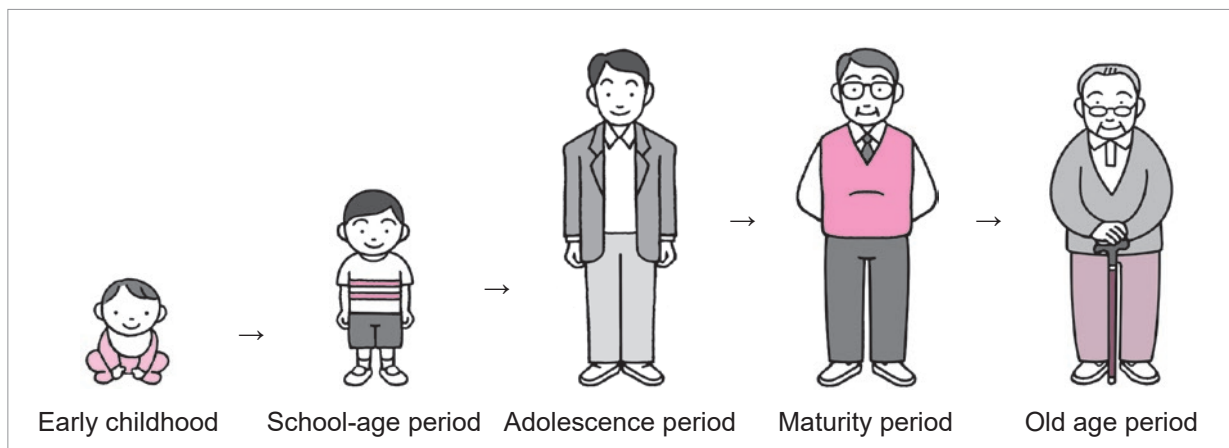 Early childhood
School-age period
Adolescence period
Maturity period
Old age period